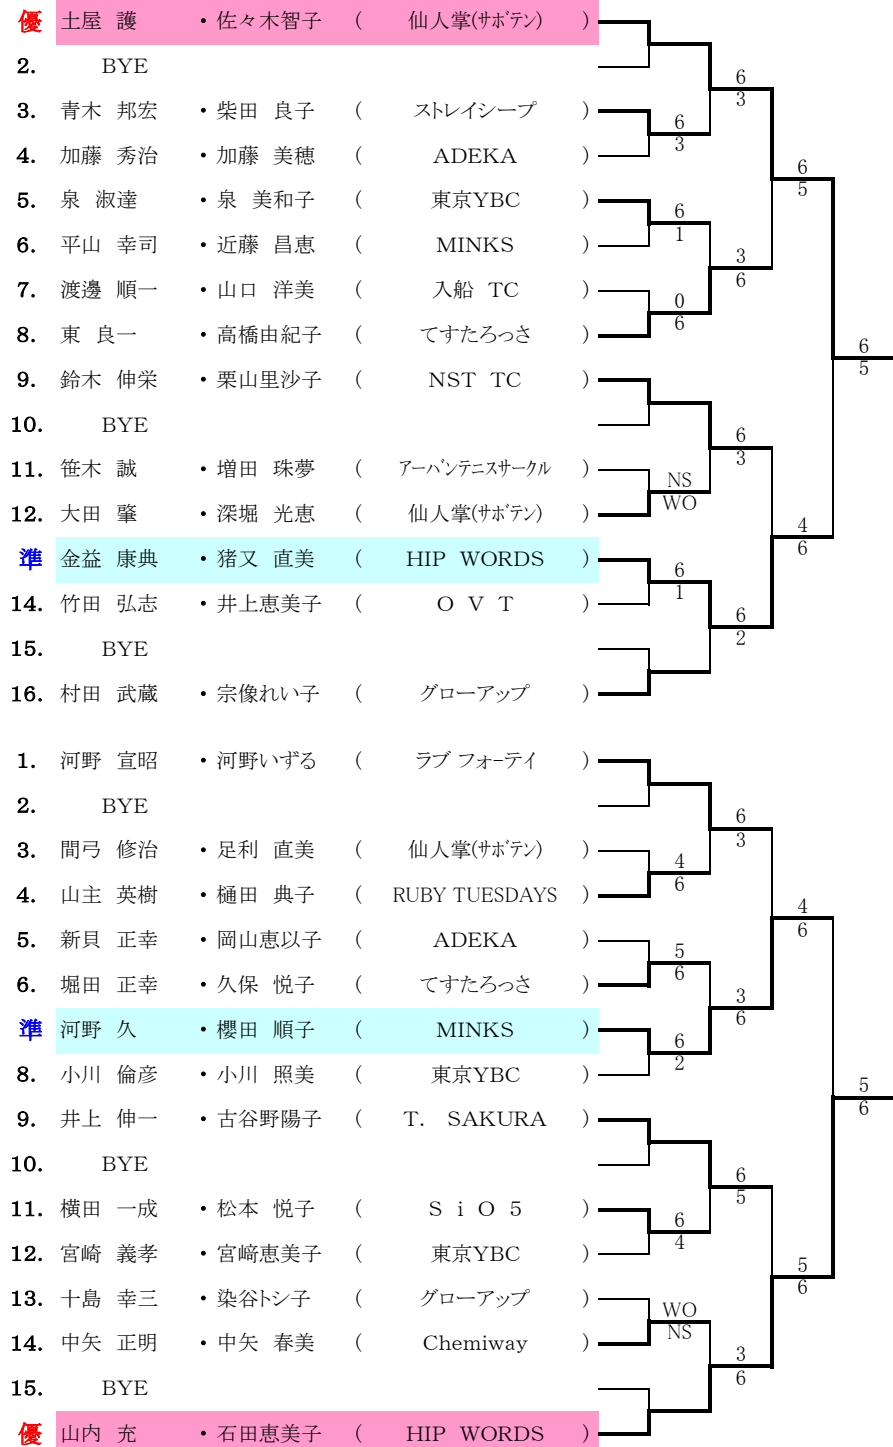 優 土屋 護 ・佐々木智子 ( 仙人掌(サボテン) )
2. BYE
6
3
3. 青木 邦宏 ・柴田 良子 ( ストレイシープ )
6
3
4. 加藤 秀治 ・加藤 美穂 ( ADEKA )
6
5
5. 泉 淑達 ・泉 美和子 ( 東京YBC )
6
1
6. 平山 幸司 ・近藤 昌恵 ( MINKS )
3
6
7. 渡邊 順一 ・山口 洋美 ( 入船 TC )
0
6
8. 東 良一 ・高橋由紀子 ( てすたろっさ )
6
5
9. 鈴木 伸栄 ・栗山里沙子 ( NST TC )
10. BYE
6
3
11. 笹木 誠 ・増田 珠夢 ( アーバンテニスサークル )
NS
WO
12. 大田 肇 ・深堀 光恵 ( 仙人掌(サボテン) )
4
6
準 金益 康典 ・猪又 直美 ( HIP WORDS )
6
1
14. 竹田 弘志 ・井上恵美子 ( O V T )
6
2
15. BYE
16. 村田 武蔵 ・宗像れい子 ( グローアップ )
1. 河野 宣昭 ・河野いずる ( ラブ フォーテイ )
2. BYE
6
3
3. 間弓 修治 ・足利 直美 ( 仙人掌(サボテン) )
4
6
4. 山主 英樹 ・樋田 典子 ( RUBY TUESDAYS )
4
6
5. 新貝 正幸 ・岡山恵以子 ( ADEKA )
5
6
6. 堀田 正幸 ・久保 悦子 ( てすたろっさ )
3
6
準 河野 久 ・櫻田 順子 ( MINKS )
6
2
8. 小川 倫彦 ・小川 照美 ( 東京YBC )
5
6
9. 井上 伸一 ・古谷野陽子 ( T. SAKURA )
10. BYE
6
5
11. 横田 一成 ・松本 悦子 ( S i O 5 )
6
4
12. 宮崎 義孝 ・宮﨑恵美子 ( 東京YBC )
5
6
13. 十島 幸三 ・染谷トシ子 ( グローアップ )
WO
NS
14. 中矢 正明 ・中矢 春美 ( Chemiway )
3
6
15. BYE
優 山内 充 ・石田恵美子 ( HIP WORDS )